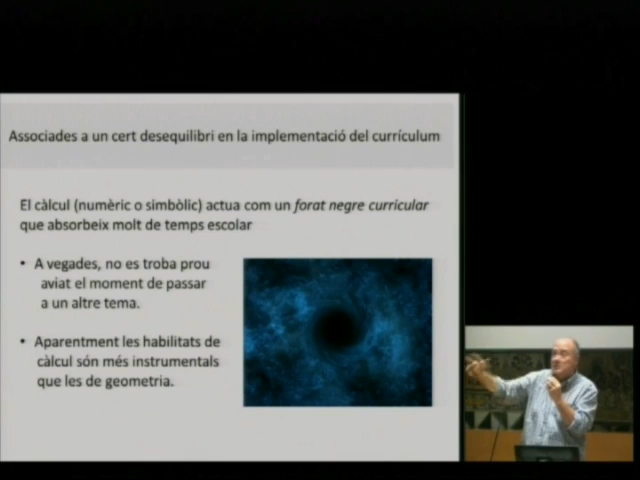 Associades a un cert desequilibri en la implementació del currículum
El càlcul (numèric o simbòlic) actua com un forat negre curricular
que absorbeix molt de temps escolar
• A vegades, no es troba prou
aviat el moment de passar
a un altre tema.
• Aparentment les habilitats de
càlcul són més instrumentals
que les de geometria.